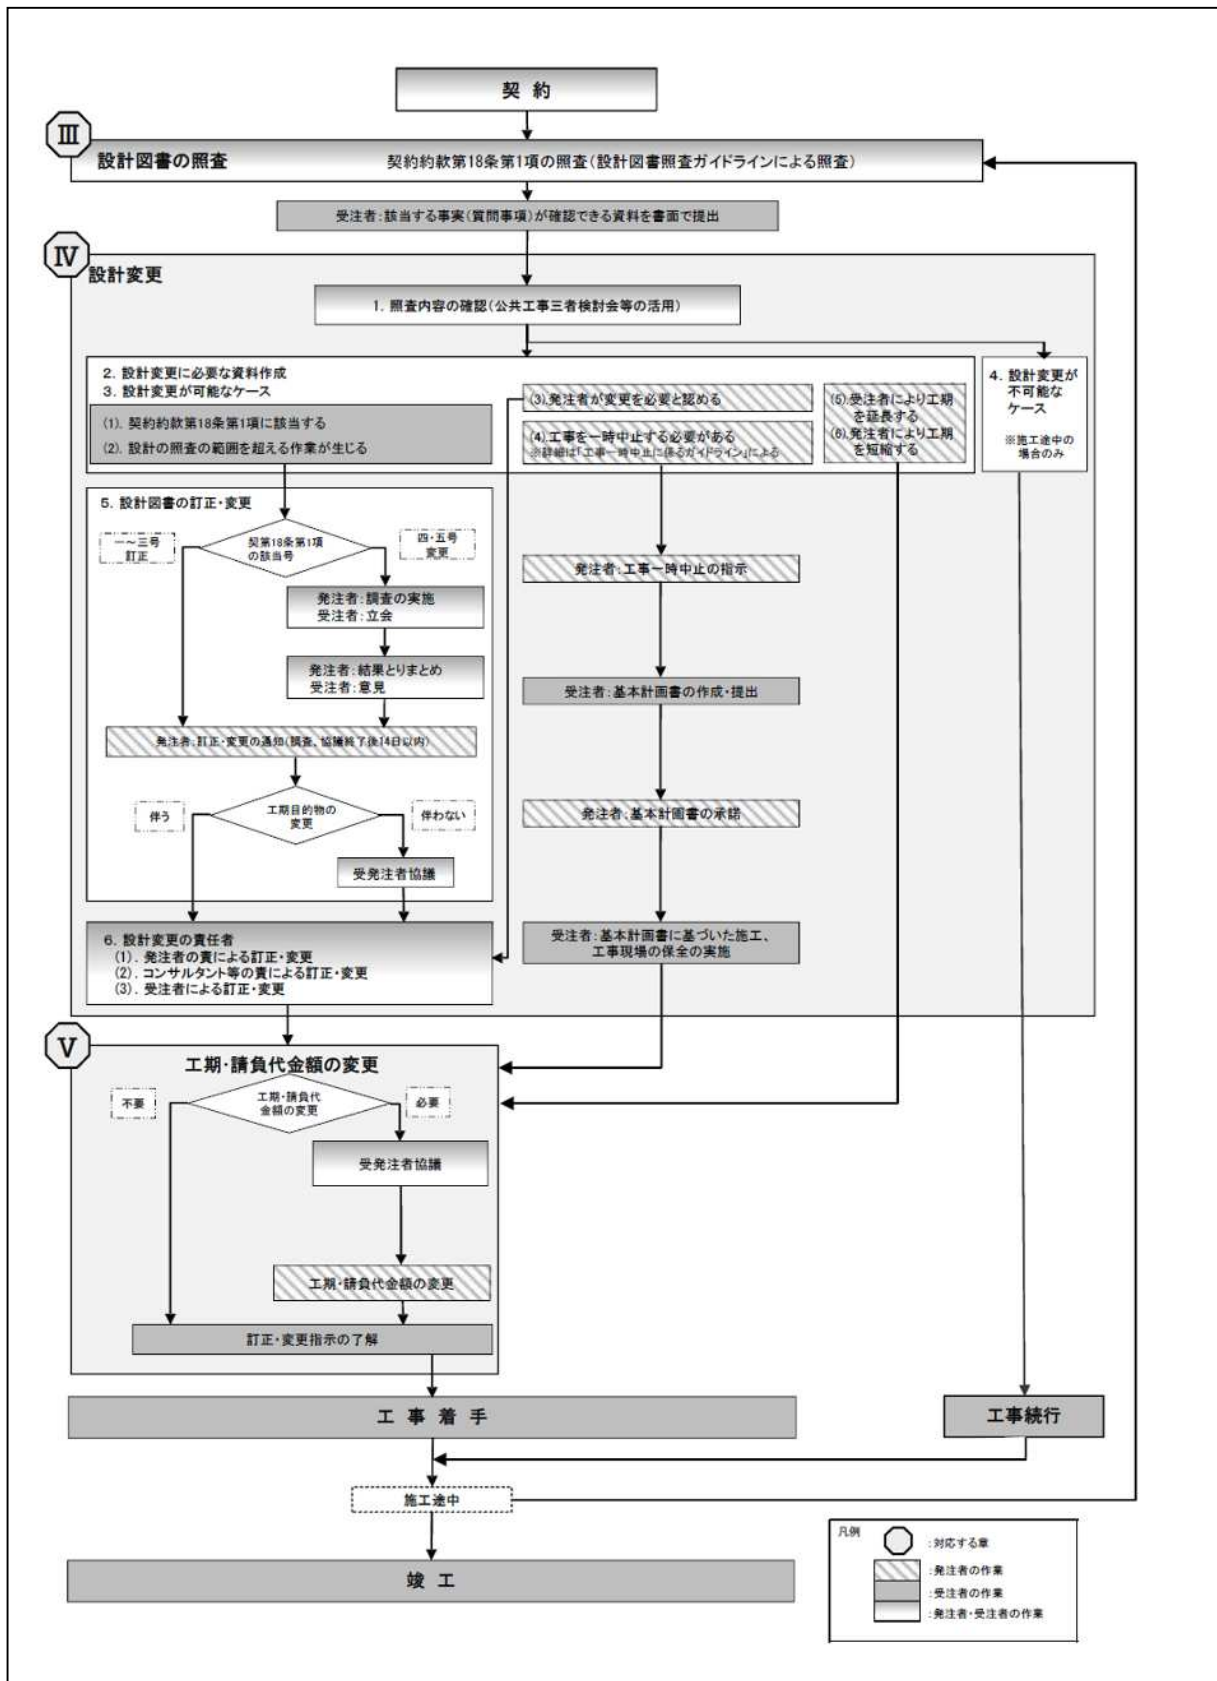 契 約
Ⅲ
設計図書の照査
契約約款第18条第1項の照査(設計図書照査ガイドラインによる照査)
受注者:該当する事実(質問事項)が確認できる資料を書面で提出
Ⅳ
設計変更
1. 照査内容の確認(公共工事三者検討会等の活用)
2. 設計変更に必要な資料作成
3. 設計変更が可能なケース
(1). 契約約款第18条第1項に該当する
(2). 設計の照査の範囲を超える作業が生じる
(3).発注者が変更を必要と認める
(4).工事を一時中止する必要がある
※詳細は「工事一時中止に係るガイドライン」による
(5).受注者により工期
を延長する
(6).発注者により工期
を短縮する
4. 設計変更が
不可能な
ケース
※施工途中の
場合のみ
5. 設計図書の訂正・変更
一～三号
訂正
契第18条第1項
の該当号
四・五号
変更
発注者:調査の実施
受注者:立会
発注者:結果とりまとめ
受注者:意見
発注者:訂正・変更の通知(調査、協議終了後14日以内)
伴う
工期目的物の
変更
伴わない
受発注者協議
発注者:工事一時中止の指示
受注者:基本計画書の作成・提出
発注者:基本計画書の承諾
受注者:基本計画書に基づいた施工、
工事現場の保全の実施
6. 設計変更の責任者
(1). 発注者の責による訂正・変更
(2). コンサルタント等の責による訂正・変更
(3). 受注者による訂正・変更
Ⅴ
工期・請負代金額の変更
不要
工期・請負代
金額の変更
必要
受発注者協議
工期・請負代金額の変更
訂正・変更指示の了解
工 事 着 手
工事続行
施工途中
竣 工
凡例
:対応する章
:発注者の作業
:受注者の作業
:発注者・受注者の作業